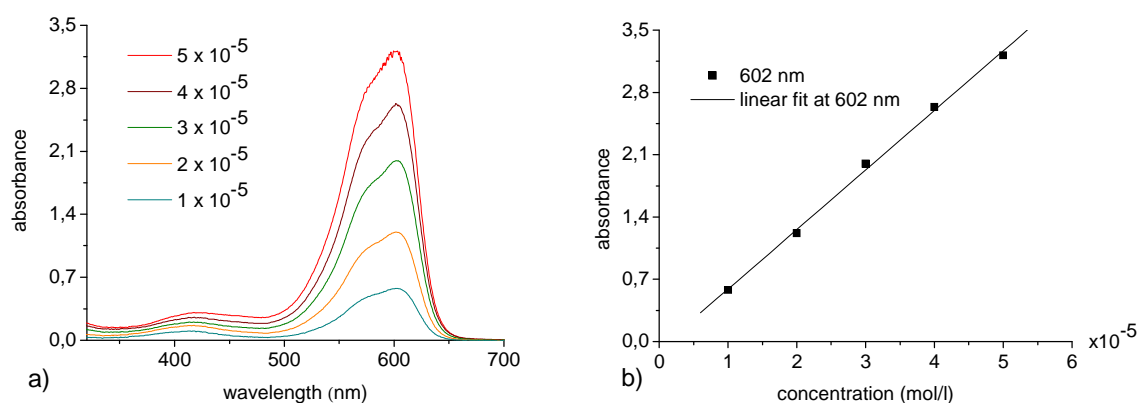 3,5
2,8
2,1
1,4
0,7
0,0
absorbance
5 x 10⁻⁵
4 x 10⁻⁵
3 x 10⁻⁵
2 x 10⁻⁵
1 x 10⁻⁵
400 500 600 700
wavelength (nm)
a)
3,5
2,8
2,1
1,4
0,7
0,0
absorbance
602 nm
linear fit at 602 nm
0 1 2 3 4 5 6 x10⁻⁵
concentration (mol/l)
b)